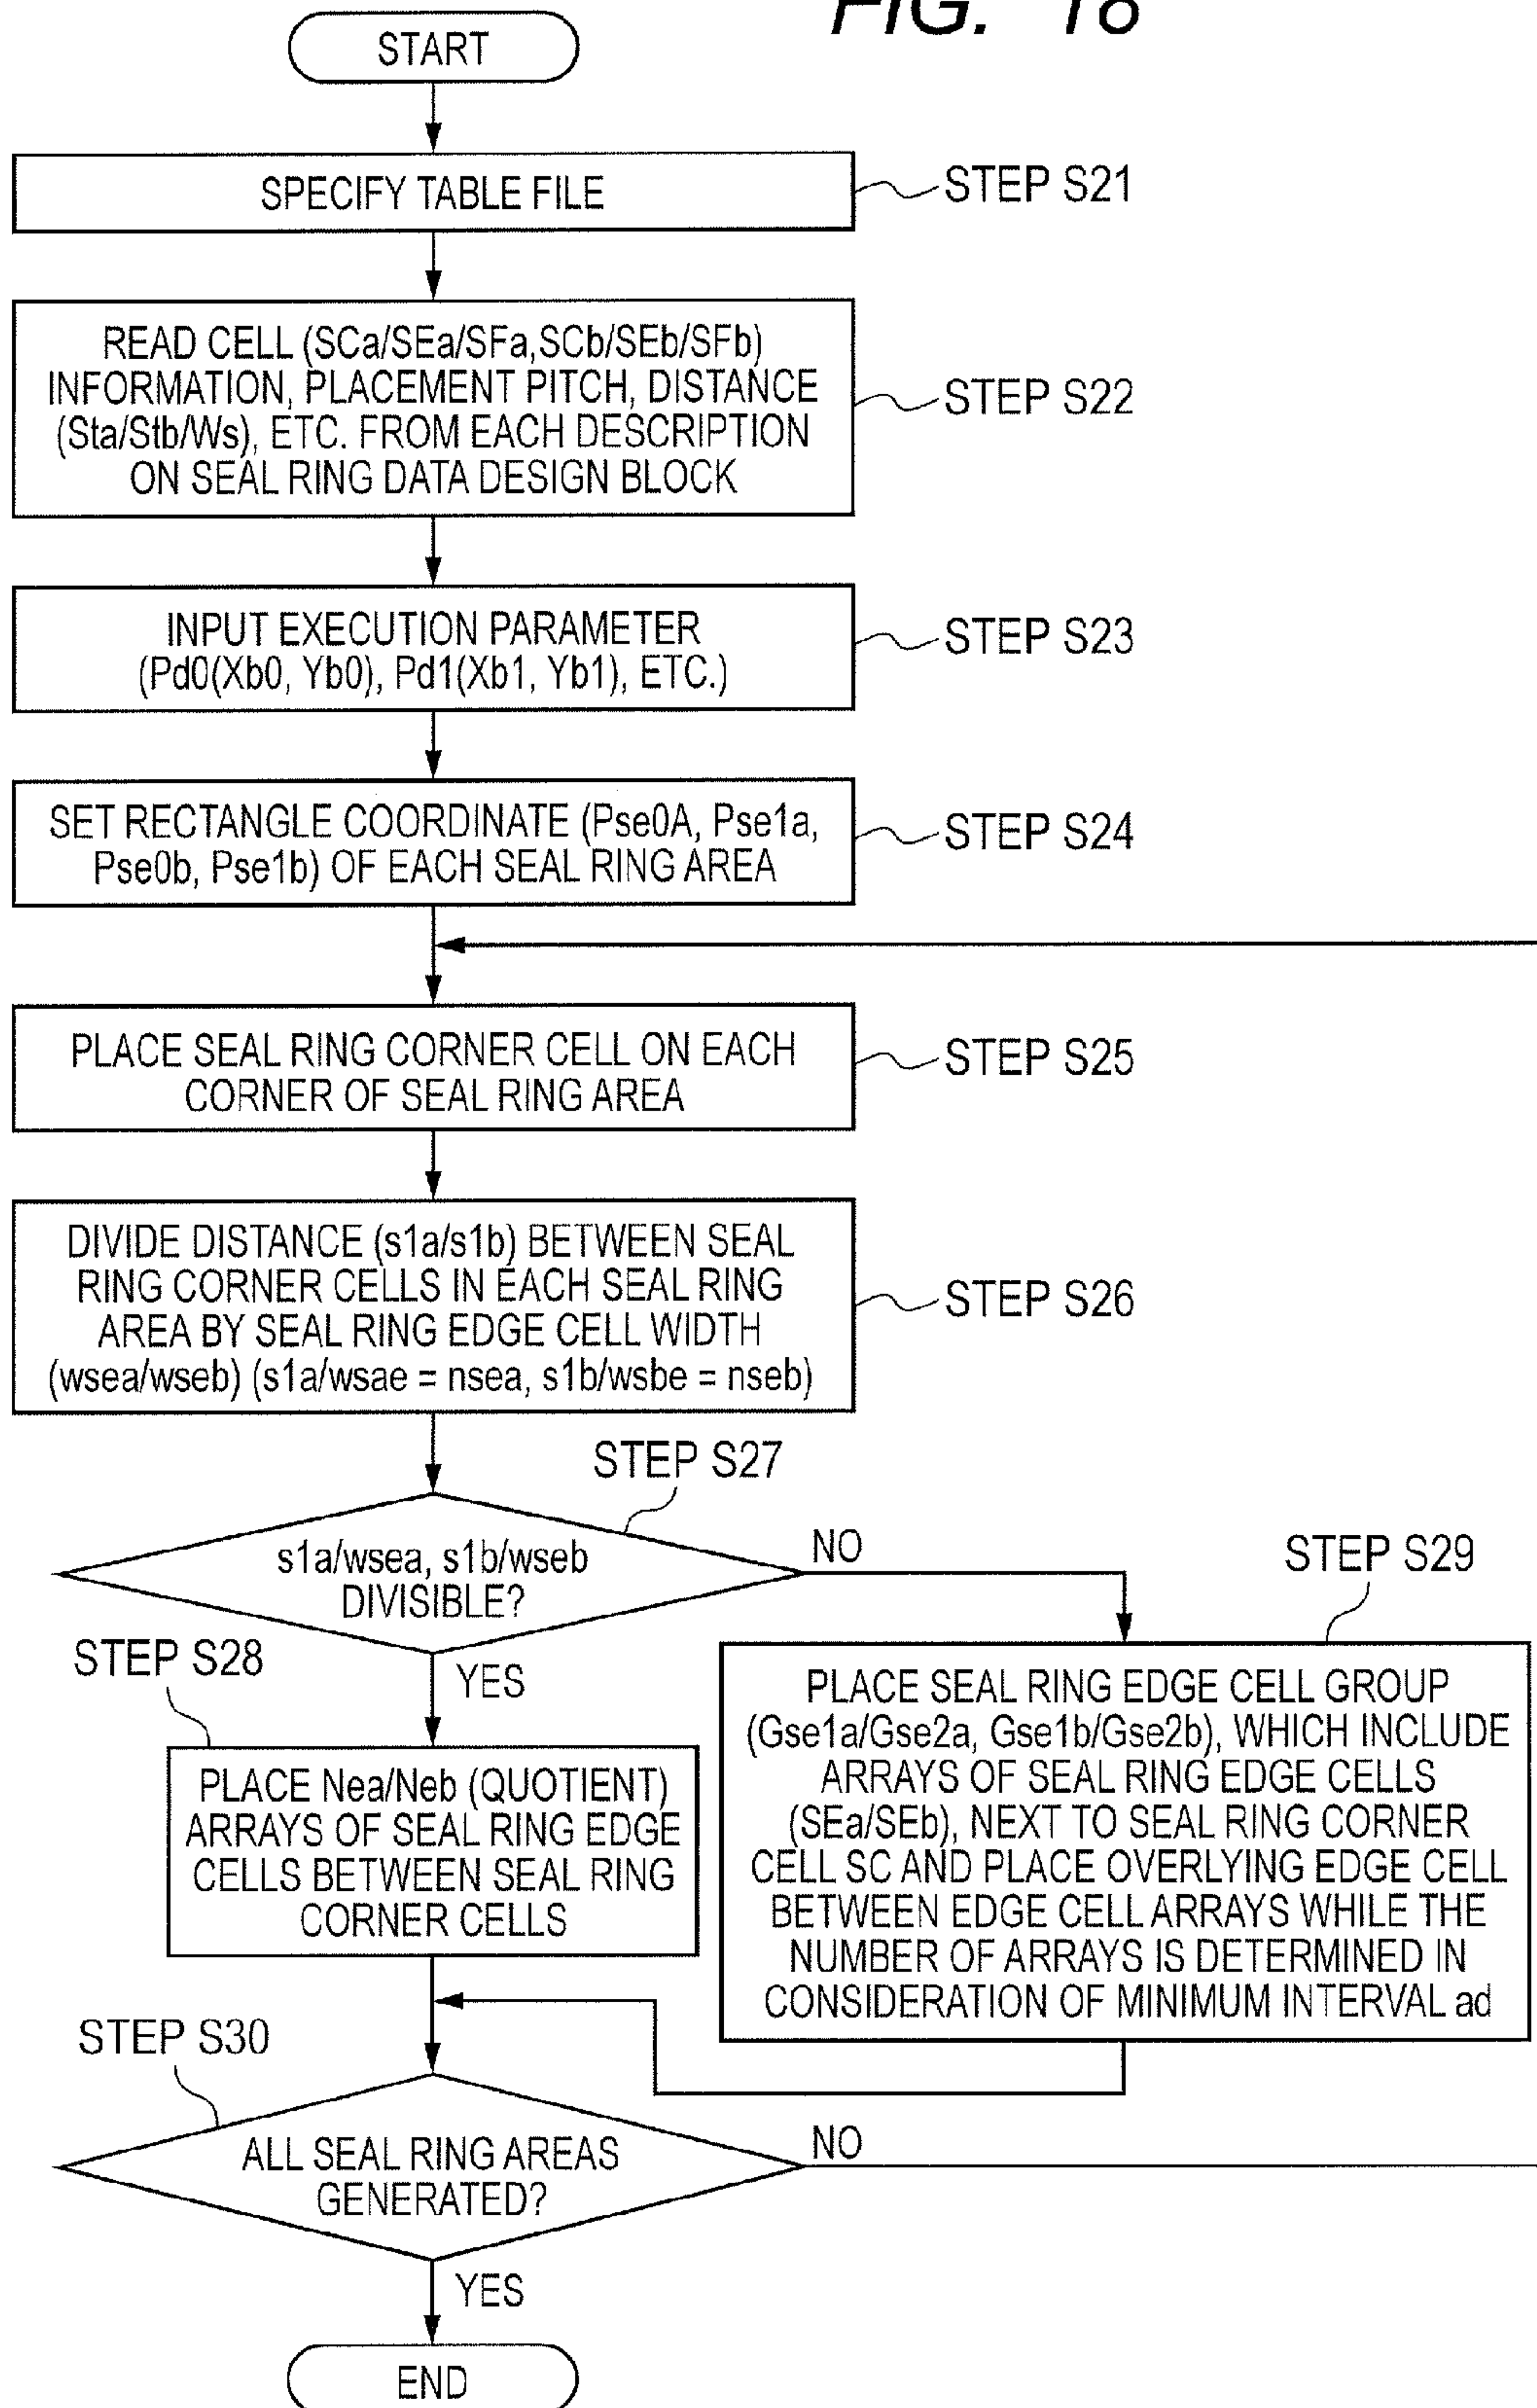 FIG. 18
START
SPECIFY TABLE FILE
STEP S21
READ CELL (SCa/SEa/SFa,SCb/SEb/SFb)
INFORMATION, PLACEMENT PITCH, DISTANCE
(Sta/Stb/Ws), ETC. FROM EACH DESCRIPTION
ON SEAL RING DATA DESIGN BLOCK
STEP S22
INPUT EXECUTION PARAMETER
(Pd0(Xb0, Yb0), Pd1(Xb1, Yb1), ETC.)
STEP S23
SET RECTANGLE COORDINATE (Pse0A, Pse1a,
Pse0b, Pse1b) OF EACH SEAL RING AREA
STEP S24
PLACE SEAL RING CORNER CELL ON EACH
CORNER OF SEAL RING AREA
STEP S25
DIVIDE DISTANCE (s1a/s1b) BETWEEN SEAL
RING CORNER CELLS IN EACH SEAL RING
AREA BY SEAL RING EDGE CELL WIDTH
(wsea/wseb) (s1a/wsae = nsea, s1b/wsbe = nseb)
STEP S26
STEP S27
s1a/wsea, s1b/wseb
DIVISIBLE?
NO
YES
STEP S28
PLACE Nea/Neb (QUOTIENT)
ARRAYS OF SEAL RING EDGE
CELLS BETWEEN SEAL RING
CORNER CELLS
STEP S29
PLACE SEAL RING EDGE CELL GROUP
(Gse1a/Gse2a, Gse1b/Gse2b), WHICH INCLUDE
ARRAYS OF SEAL RING EDGE CELLS
(SEa/SEb), NEXT TO SEAL RING CORNER
CELL SC AND PLACE OVERLYING EDGE CELL
BETWEEN EDGE CELL ARRAYS WHILE THE
NUMBER OF ARRAYS IS DETERMINED IN
CONSIDERATION OF MINIMUM INTERVAL ad
STEP S30
ALL SEAL RING AREAS
GENERATED?
NO
YES
END